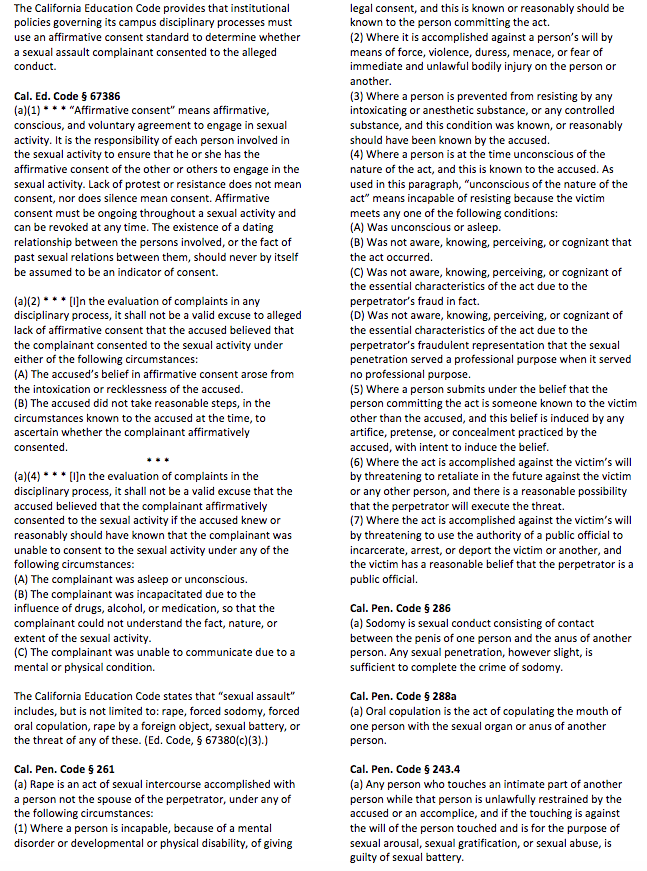 The California Education Code provides that institutional
policies governing its campus disciplinary processes must
use an affirmative consent standard to determine whether
a sexual assault complainant consented to the alleged
conduct.
Cal. Ed. Code § 67386
(a)(1) * * * “Affirmative consent” means affirmative,
conscious, and voluntary agreement to engage in sexual
activity. It is the responsibility of each person involved in
the sexual activity to ensure that he or she has the
affirmative consent of the other or others to engage in the
sexual activity. Lack of protest or resistance does not mean
consent, nor does silence mean consent. Affirmative
consent must be ongoing throughout a sexual activity and
can be revoked at any time. The existence of a dating
relationship between the persons involved, or the fact of
past sexual relations between them, should never by itself
be assumed to be an indicator of consent.
(a)(2) * * * [I]n the evaluation of complaints in any
disciplinary process, it shall not be a valid excuse to alleged
lack of affirmative consent that the accused believed that
the complainant consented to the sexual activity under
either of the following circumstances:
(A) The accused’s belief in affirmative consent arose from
the intoxication or recklessness of the accused.
(B) The accused did not take reasonable steps, in the
circumstances known to the accused at the time, to
ascertain whether the complainant affirmatively
consented.
* * *
(a)(4) * * * [I]n the evaluation of complaints in the
disciplinary process, it shall not be a valid excuse that the
accused believed that the complainant affirmatively
consented to the sexual activity if the accused knew or
reasonably should have known that the complainant was
unable to consent to the sexual activity under any of the
following circumstances:
(A) The complainant was asleep or unconscious.
(B) The complainant was incapacitated due to the
influence of drugs, alcohol, or medication, so that the
complainant could not understand the fact, nature, or
extent of the sexual activity.
(C) The complainant was unable to communicate due to a
mental or physical condition.
The California Education Code states that “sexual assault”
includes, but is not limited to: rape, forced sodomy, forced
oral copulation, rape by a foreign object, sexual battery, or
the threat of any of these. (Ed. Code, § 67380(c)(3).)
Cal. Pen. Code § 261
(a) Rape is an act of sexual intercourse accomplished with
a person not the spouse of the perpetrator, under any of
the following circumstances:
(1) Where a person is incapable, because of a mental
disorder or developmental or physical disability, of giving
legal consent, and this is known or reasonably should be
known to the person committing the act.
(2) Where it is accomplished against a person’s will by
means of force, violence, duress, menace, or fear of
immediate and unlawful bodily injury on the person or
another.
(3) Where a person is prevented from resisting by any
intoxicating or anesthetic substance, or any controlled
substance, and this condition was known, or reasonably
should have been known by the accused.
(4) Where a person is at the time unconscious of the
nature of the act, and this is known to the accused. As
used in this paragraph, “unconscious of the nature of the
act” means incapable of resisting because the victim
meets any one of the following conditions:
(A) Was unconscious or asleep.
(B) Was not aware, knowing, perceiving, or cognizant that
the act occurred.
(C) Was not aware, knowing, perceiving, or cognizant of
the essential characteristics of the act due to the
perpetrator’s fraud in fact.
(D) Was not aware, knowing, perceiving, or cognizant of
the essential characteristics of the act due to the
perpetrator’s fraudulent representation that the sexual
penetration served a professional purpose when it served
no professional purpose.
(5) Where a person submits under the belief that the
person committing the act is someone known to the victim
other than the accused, and this belief is induced by any
artifice, pretense, or concealment practiced by the
accused, with intent to induce the belief.
(6) Where the act is accomplished against the victim’s will
by threatening to retaliate in the future against the victim
or any other person, and there is a reasonable possibility
that the perpetrator will execute the threat.
(7) Where the act is accomplished against the victim’s will
by threatening to use the authority of a public official to
incarcerate, arrest, or deport the victim or another, and
the victim has a reasonable belief that the perpetrator is a
public official.
Cal. Pen. Code § 286
(a) Sodomy is sexual conduct consisting of contact
between the penis of one person and the anus of another
person. Any sexual penetration, however slight, is
sufficient to complete the crime of sodomy.
Cal. Pen. Code § 288a
(a) Oral copulation is the act of copulating the mouth of
one person with the sexual organ or anus of another
person.
Cal. Pen. Code § 243.4
(a) Any person who touches an intimate part of another
person while that person is unlawfully restrained by the
accused or an accomplice, and if the touching is against
the will of the person touched and is for the purpose of
sexual arousal, sexual gratification, or sexual abuse, is
guilty of sexual battery.